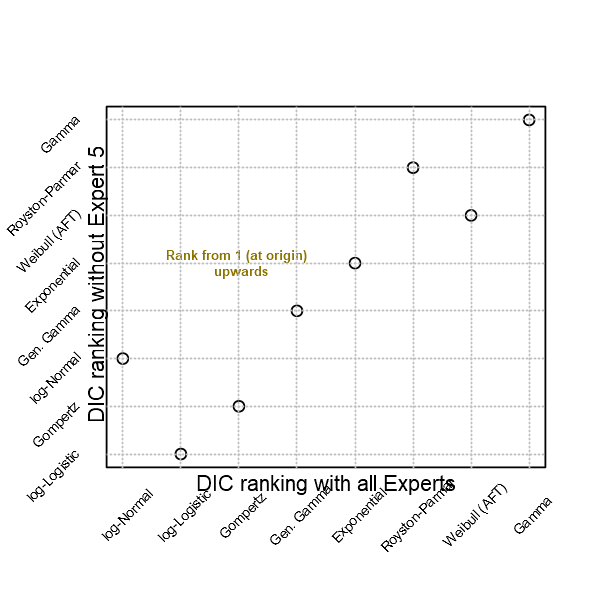 Gamma
Royston-Parmar
Weibull (AFT)
Exponential
Gen. Gamma
log-Normal
Gompertz
log-Logistic
DIC ranking without Expert 5
Rank from 1 (at origin)
upwards
DIC ranking with all Experts
log-Normal
log-Logistic
Gompertz
Gen. Gamma
Exponential
Royston-Parmar
Weibull (AFT)
Gamma